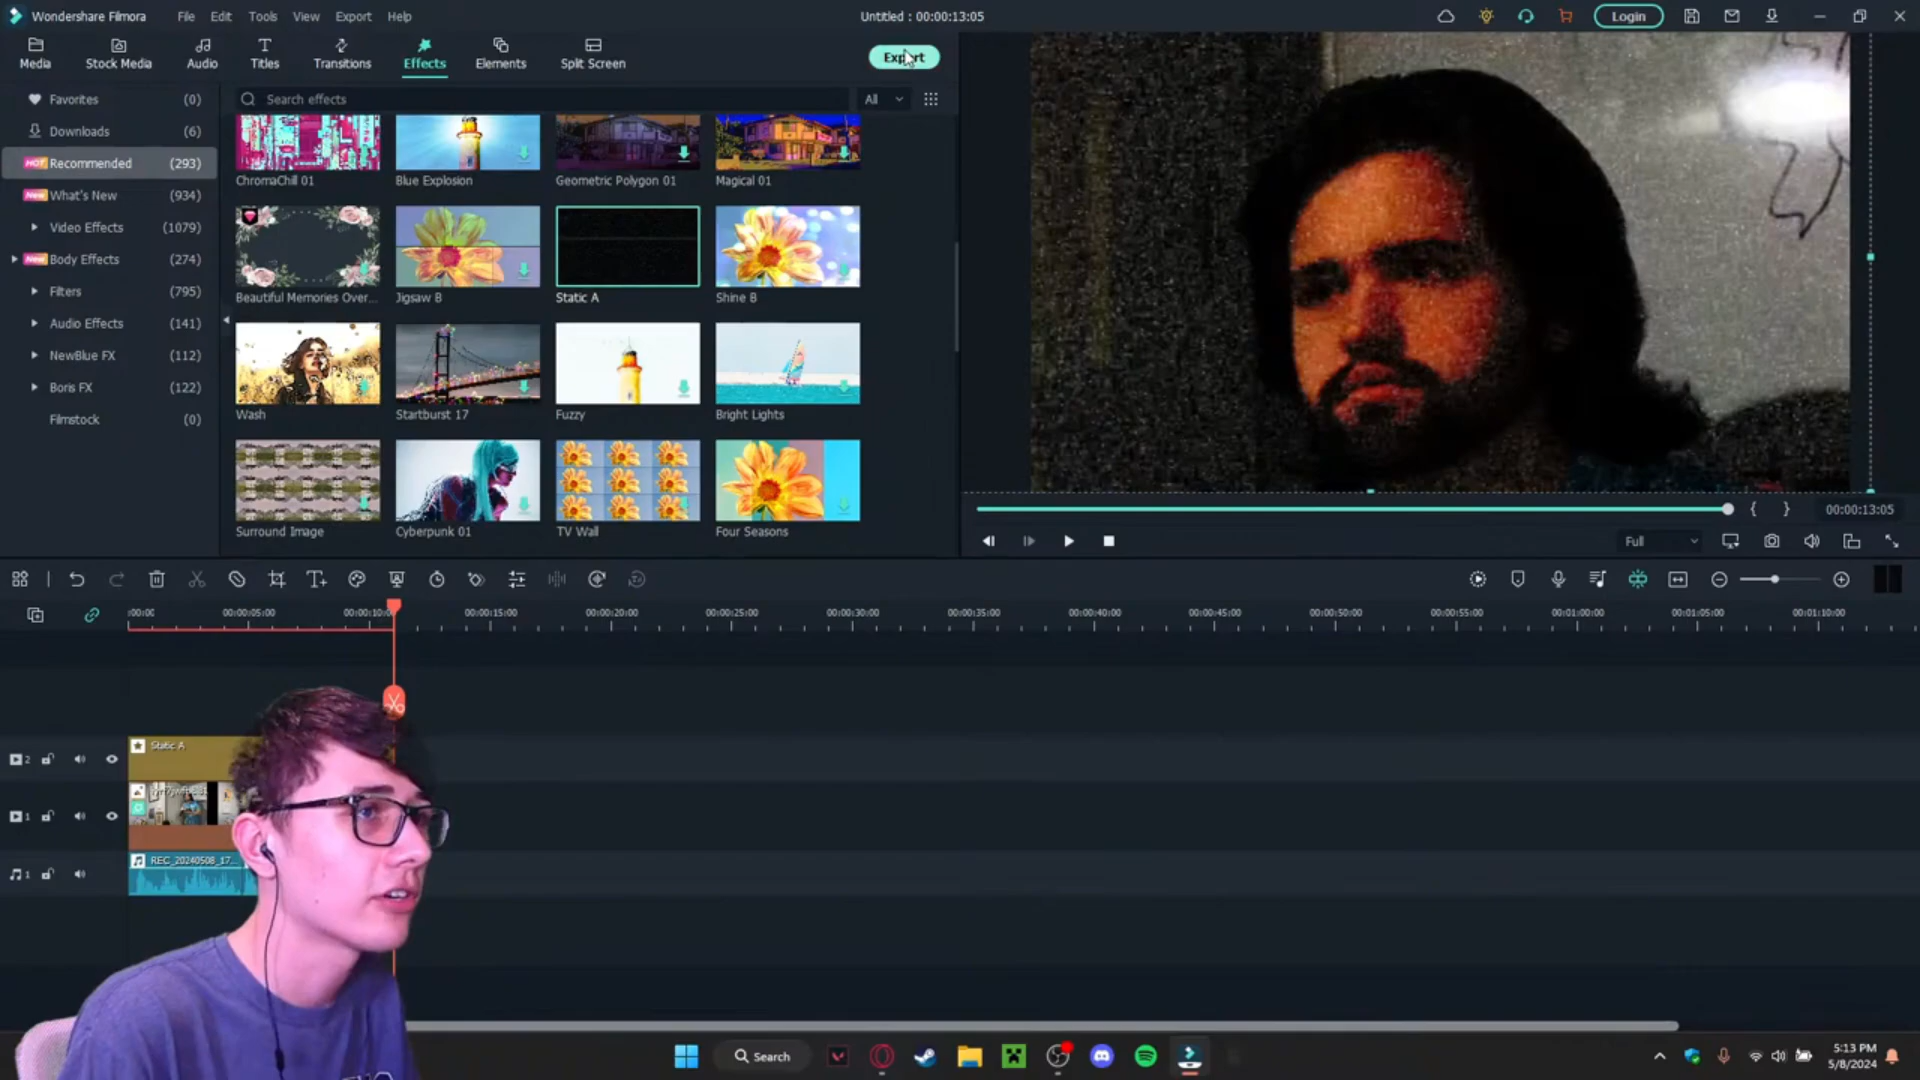 Wondershare Filmora File Edit Tools View Export Help Untitled : 00:00:13:05 Login
Media Stock Media Audio Titles Transitions Effects Elements Split Screen Export
Favorites (0) Search effects All
Downloads (6)
HOT Recommended (293)
New What's New (934)
Video Effects (1079)
New Body Effects (274)
Filters (795)
Audio Effects (141)
NewBlue FX (112)
Boris FX (122)
Filmstock (0)
ChromaChill 01 Blue Explosion Geometric Polygon 01 Magical 01
Beautiful Memories Over... Jigsaw B Static A Shine B
Wash Startburst 17 Fuzzy Bright Lights
Surround Image Cyberpunk 01 TV Wall Four Seasons
{ } 00:00:13:05
Full
:00:00 00:00:05:00 00:00:10:0 00:00:15:00 00:00:20:00 00:00:25:00 00:00:30:00 00:00:35:00 00:00:40:00 00:00:45:00 00:00:50:00 00:00:55:00 00:01:00:00 00:01:05:00 00:01:10:00
2 Static A
1
1 REC_20240508_17...
Search
5:13 PM
5/8/2024